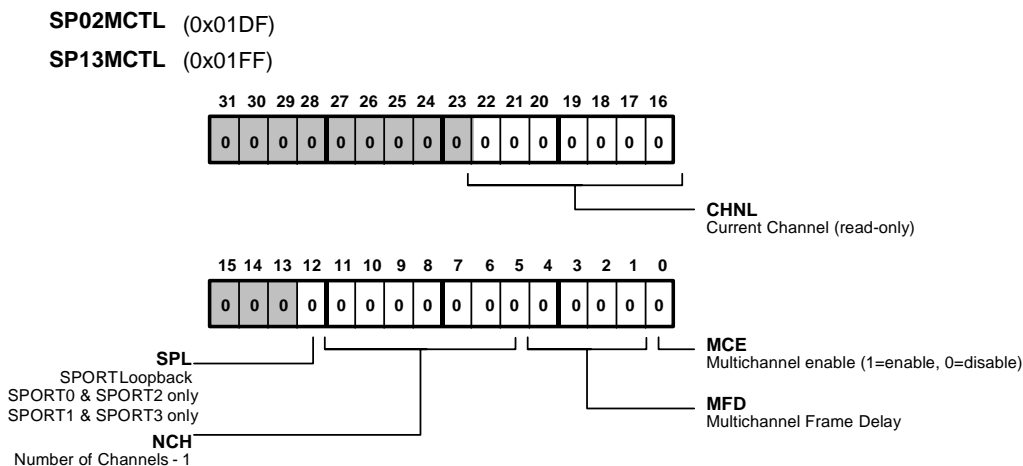 SP02MCTL (0x01DF)
SP13MCTL (0x01FF)
31 30 29 28 27 26 25 24 23 22 21 20 19 18 17 16
0 0 0 0 0 0 0 0 0 0 0 0 0 0 0 0
CHNL
Current Channel (read-only)
15 14 13 12 11 10 9 8 7 6 5 4 3 2 1 0
0 0 0 0 0 0 0 0 0 0 0 0 0 0 0 0
SPL
SPORT Loopback
SPORT0 & SPORT2 only
SPORT1 & SPORT3 only
NCH
Number of Channels - 1
MCE
Multichannel enable (1=enable, 0=disable)
MFD
Multichannel Frame Delay